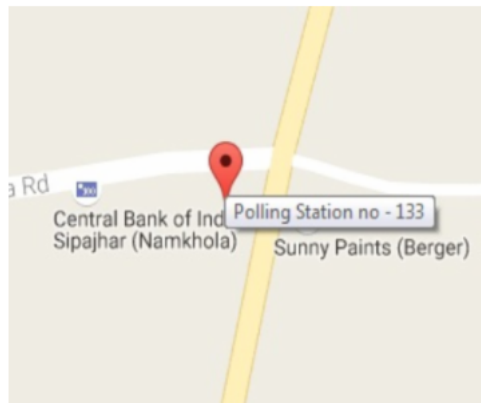 a Rd
Central Bank of Ind
Sipajhar (Namkhola)
Polling Station no - 133
Sunny Paints (Berger)